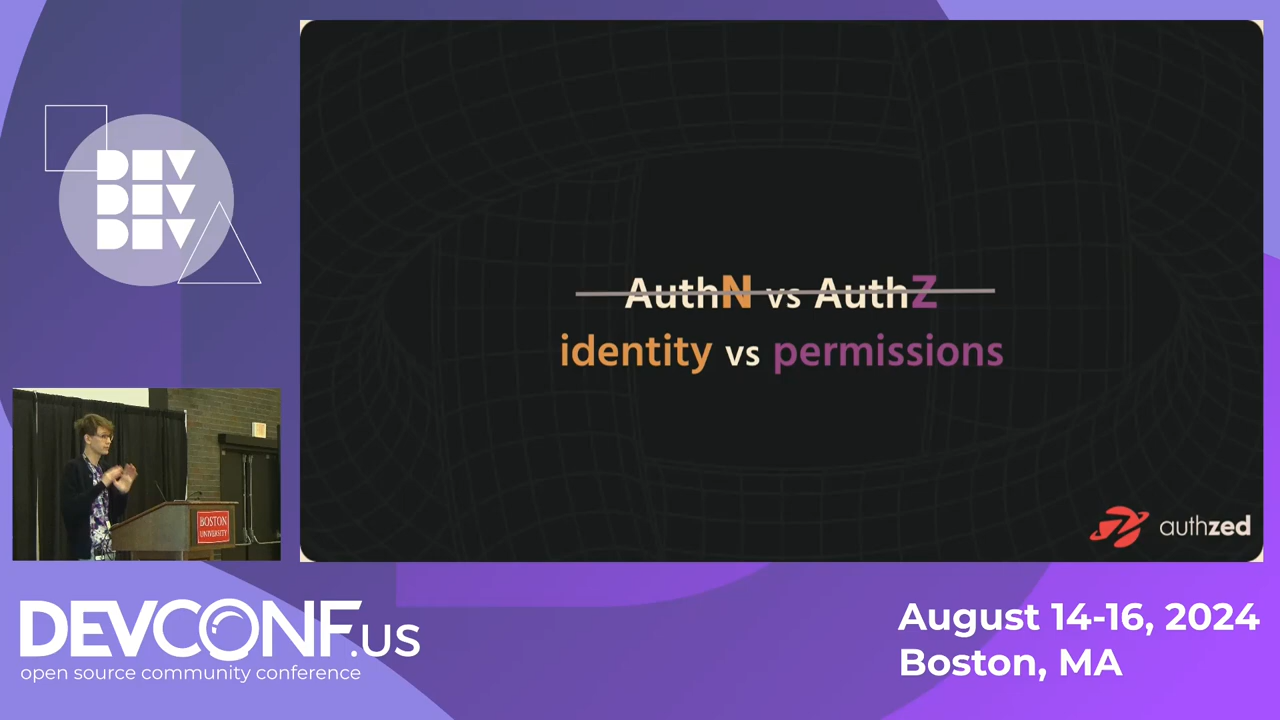 DEV
DEV
DEV
AuthN vs AuthZ
identity vs permissions
authzed
BOSTON
UNIVERSITY
DEVCONF.US
open source community conference
August 14-16, 2024
Boston, MA